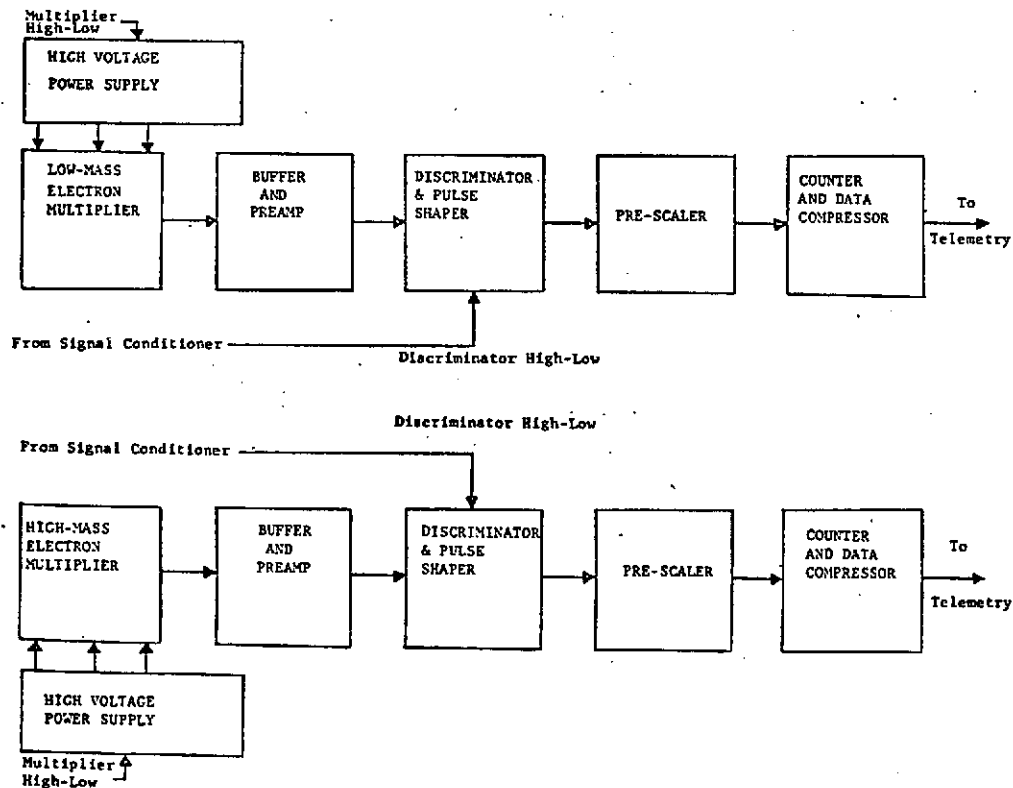 Multiplier
High-Low
HIGH VOLTAGE
POWER SUPPLY
LOW-MASS
ELECTRON
MULTIPLIER
BUFFER
AND
PREAMP
DISCRIMINATOR
& PULSE
SHAPER
PRE-SCALER
COUNTER
AND DATA
COMPRESSOR
To
Telemetry
From Signal Conditioner
Discriminator High-Low
Discriminator High-Low
From Signal Conditioner
HIGH-MASS
ELECTRON
MULTIPLIER
BUFFER
AND
PREAMP
DISCRIMINATOR
& PULSE
SHAPER
PRE-SCALER
COUNTER
AND DATA
COMPRESSOR
To
Telemetry
HIGH VOLTAGE
POWER SUPPLY
Multiplier
High-Low